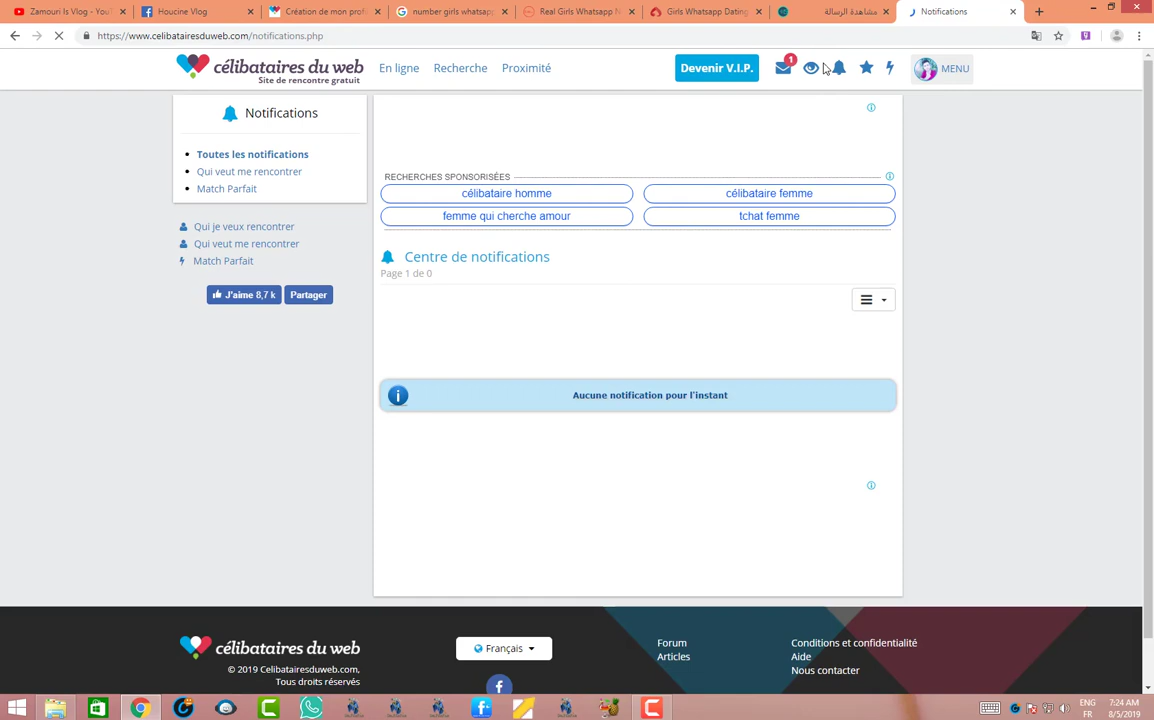 Zamouri Is Vlog - You
Houcine Vlog
Création de mon prof
number girls whatsapp
Real Girls Whatsapp N
Girls Whatsapp Dating
مشاهدة الرسالة
Notifications
https://www.celibatairesduweb.com/notifications.php
célibataires du web
Site de rencontre gratuit
En ligne
Recherche
Proximité
Devenir V.I.P.
1
MENU
Notifications
Toutes les notifications
Qui veut me rencontrer
Match Parfait
Qui je veux rencontrer
Qui veut me rencontrer
Match Parfait
J'aime 8,7 k
Partager
RECHERCHES SPONSORISÉES
célibataire homme
célibataire femme
femme qui cherche amour
tchat femme
Centre de notifications
Page 1 de 0
Aucune notification pour l'instant
célibataires du web
© 2019 Celibatairesduweb.com,
Tous droits réservés
Français
Forum
Articles
Conditions et confidentialité
Aide
Nous contacter
ENG
FR
7:24 AM
8/5/2019